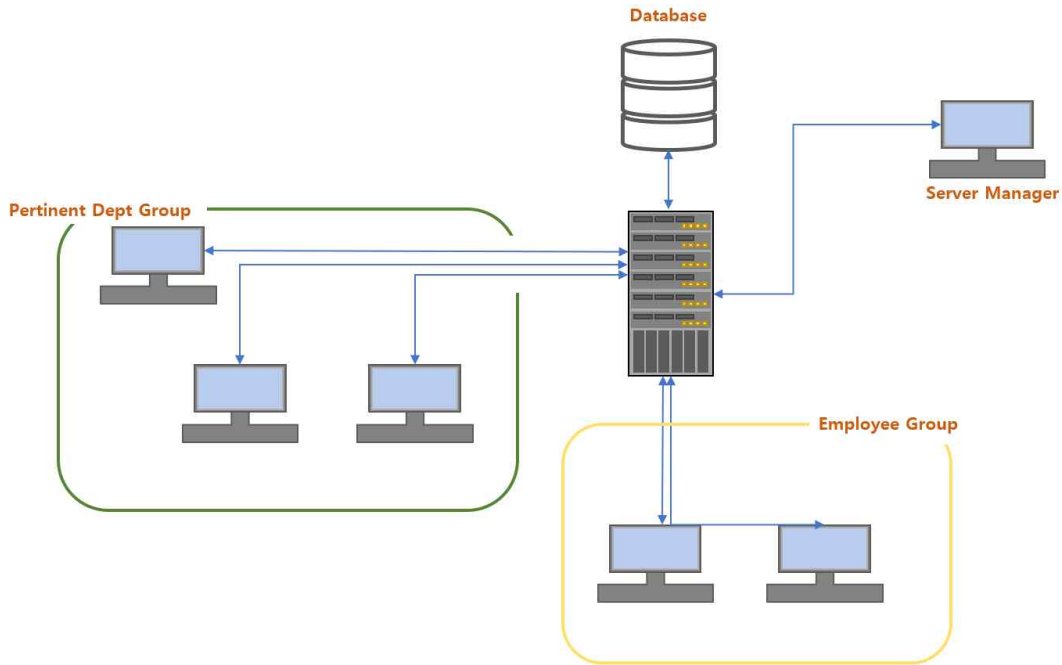 Database
Server Manager
Pertinent Dept Group
Employee Group